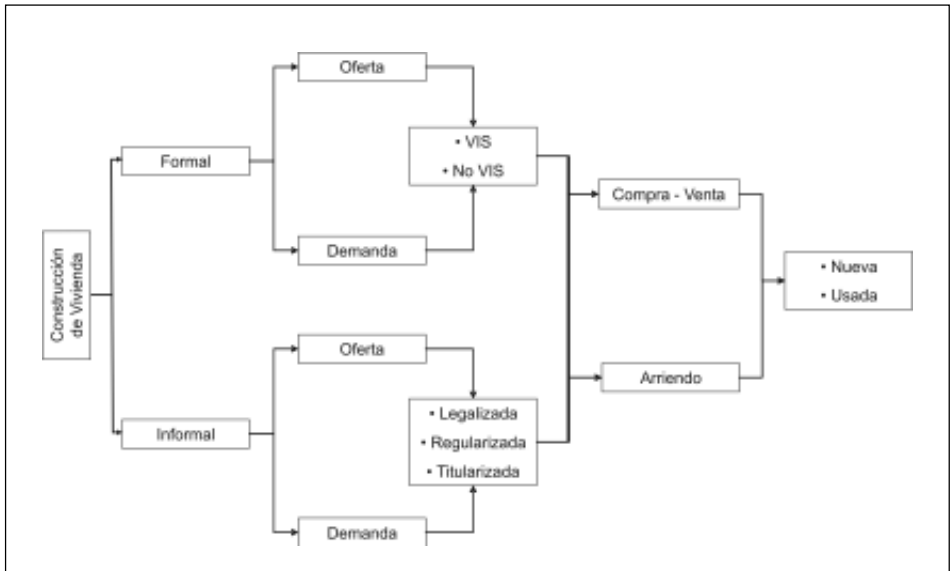 Construcción
de Vivienda
Formal
Informal
Oferta
• VIS
• No VIS
Demanda
Oferta
• Legalizada
• Regularizada
• Titularizada
Demanda
Compra - Venta
Arriendo
• Nueva
• Usada